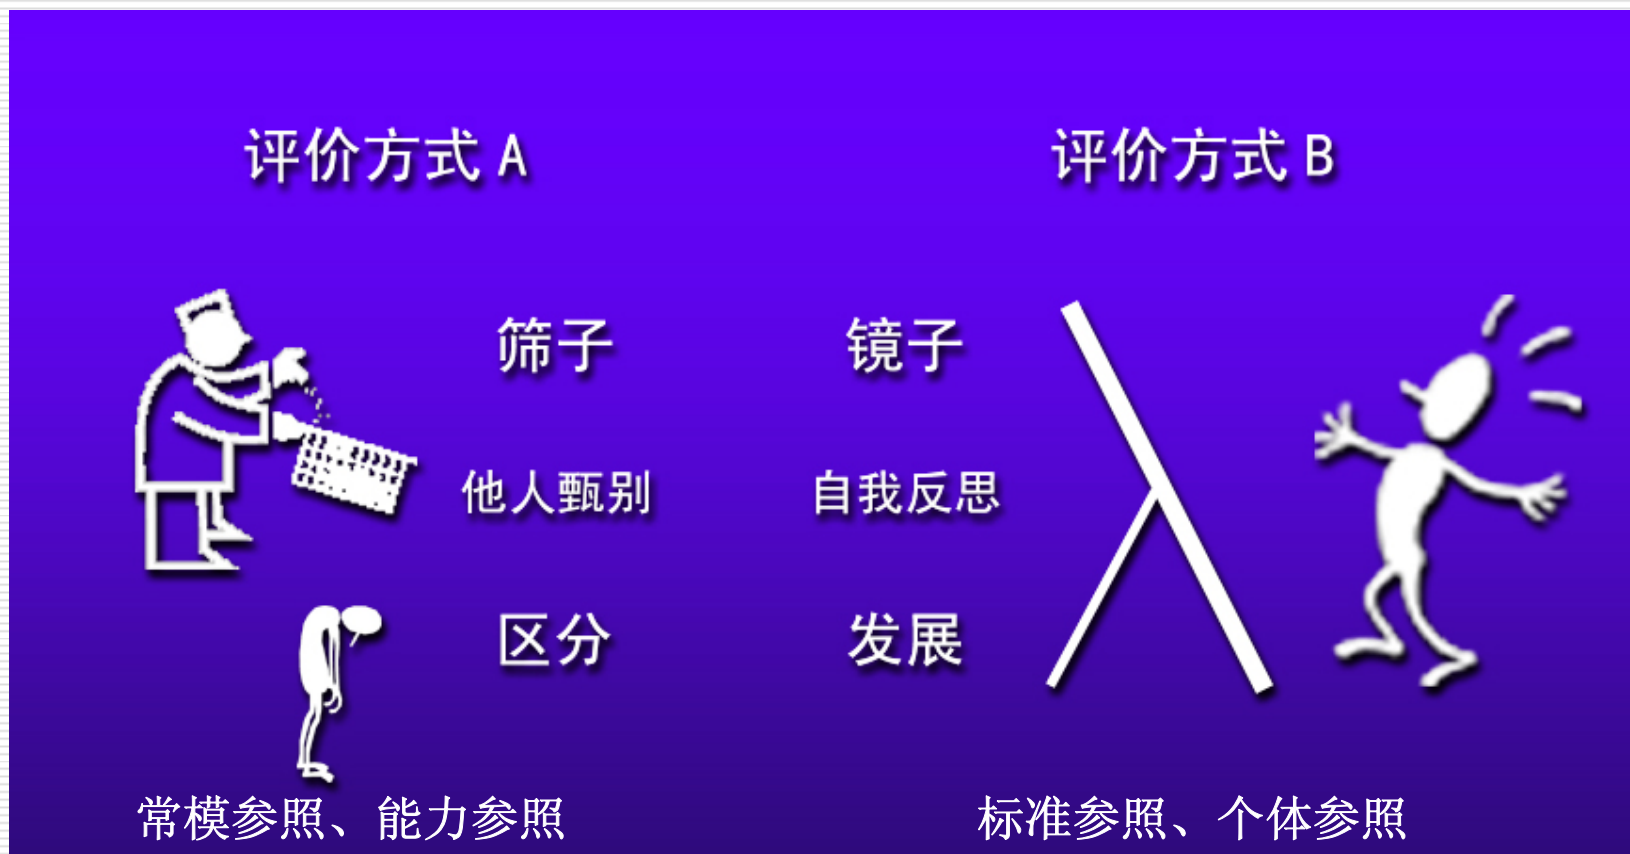 评价方式 A
评价方式 B
筛子
镜子
他人甄别
自我反思
区分
发展
常模参照、能力参照
标准参照、个体参照